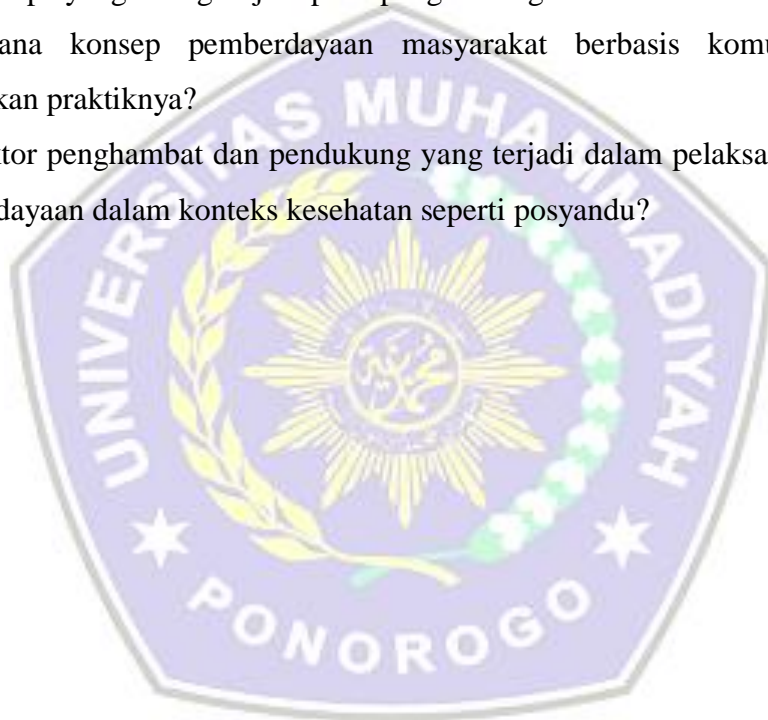 ana konsep pemberdayaan masyarakat berbasis komu
kan praktiknya?
tor penghambat dan pendukung yang terjadi dalam pelaksa
dayaan dalam konteks kesehatan seperti posyandu?
UNIVERSITAS MUHAMMADIYAH
PONOROGO